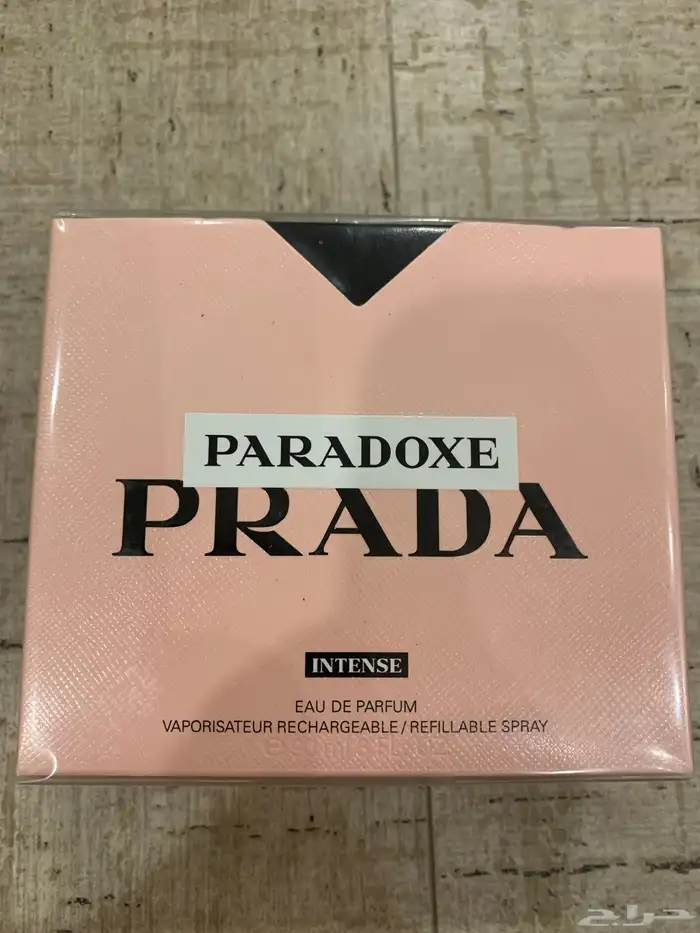 PARADOXE
PRADA
INTENSE
EAU DE PARFUM
VAPORISATEUR RECHARGEABLE / REFILLABLE SPRAY
حراج